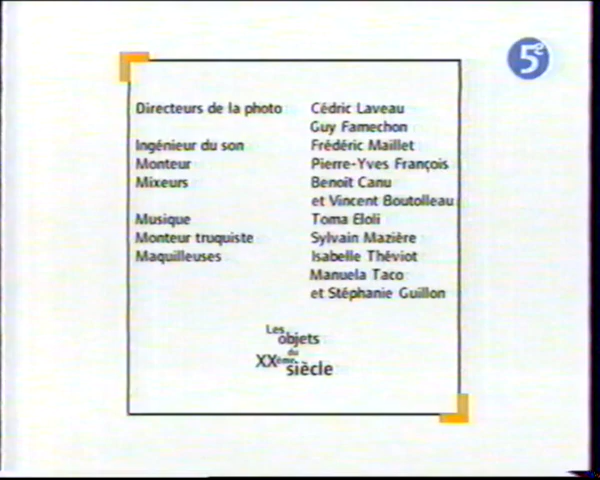 5e
Directeurs de la photo Cédric Laveau
Guy Famechon
Ingénieur du son Frédéric Maillet
Monteur Pierre-Yves François
Mixeurs Benoît Canu
et Vincent Boutolleau
Musique Toma Eloli
Monteur truquiste Sylvain Mazière
Maquilleuses Isabelle Théviot
Manuela Taco
et Stéphanie Guillon
Les
objets
du
XXème
siècle